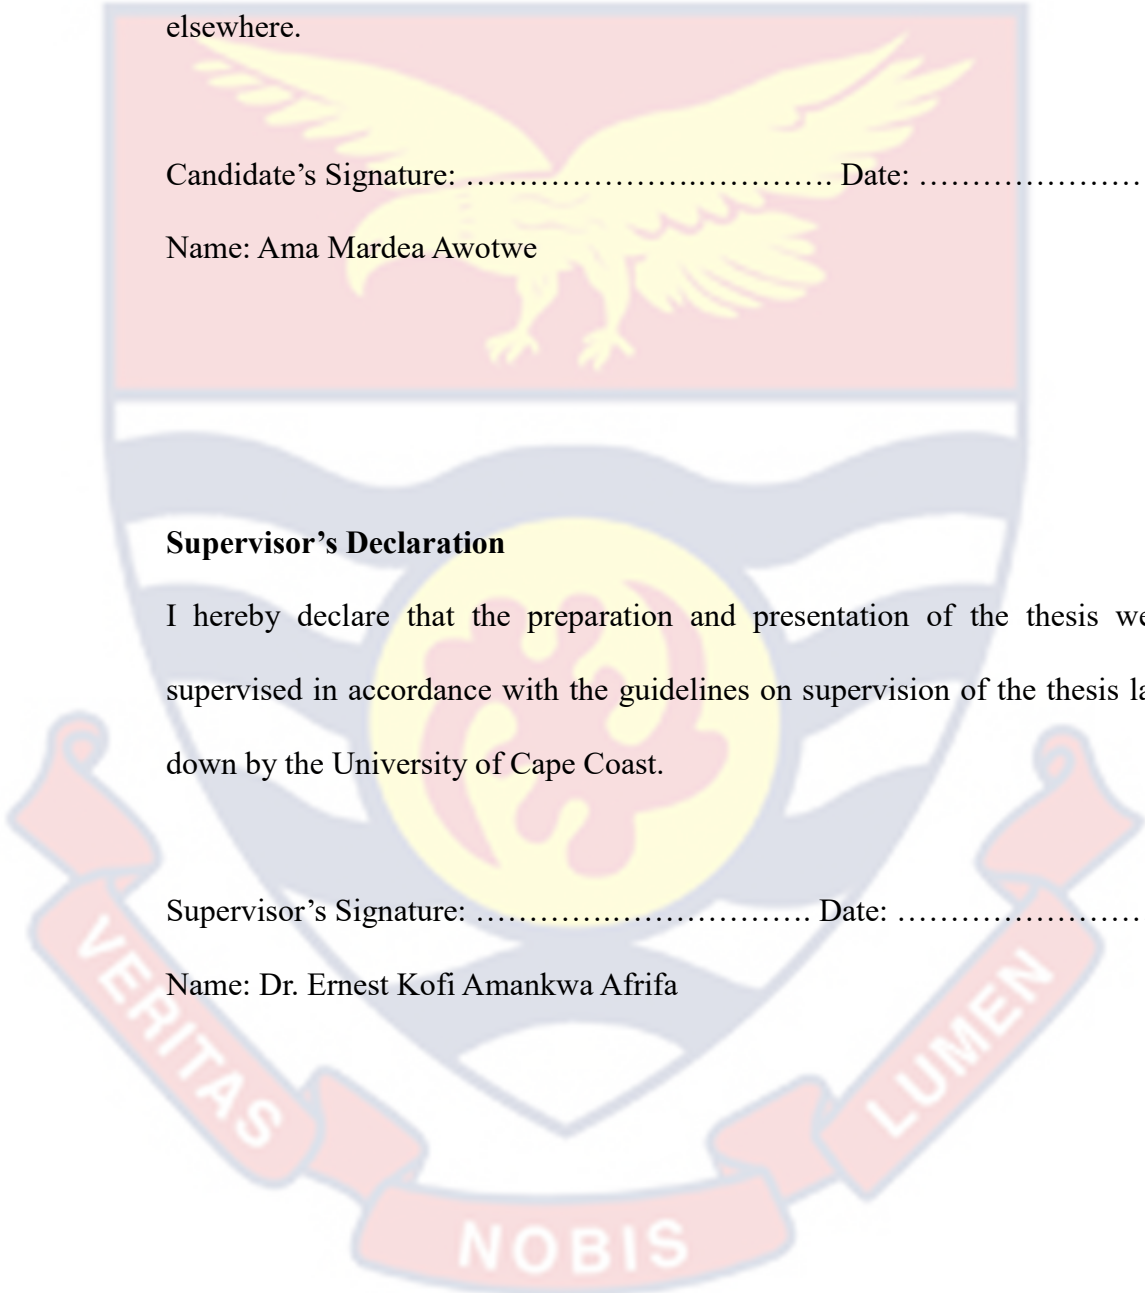 elsewhere.
Candidate’s Signature: ………………….…………. Date: …………………
Name: Ama Mardea Awotwe
Supervisor’s Declaration
I hereby declare that the preparation and presentation of the thesis we
supervised in accordance with the guidelines on supervision of the thesis la
down by the University of Cape Coast.
Supervisor’s Signature: ….……….…………………. Date: ……………………
Name: Dr. Ernest Kofi Amankwa Afrifa
VERITAS
NOBIS
LUMEN